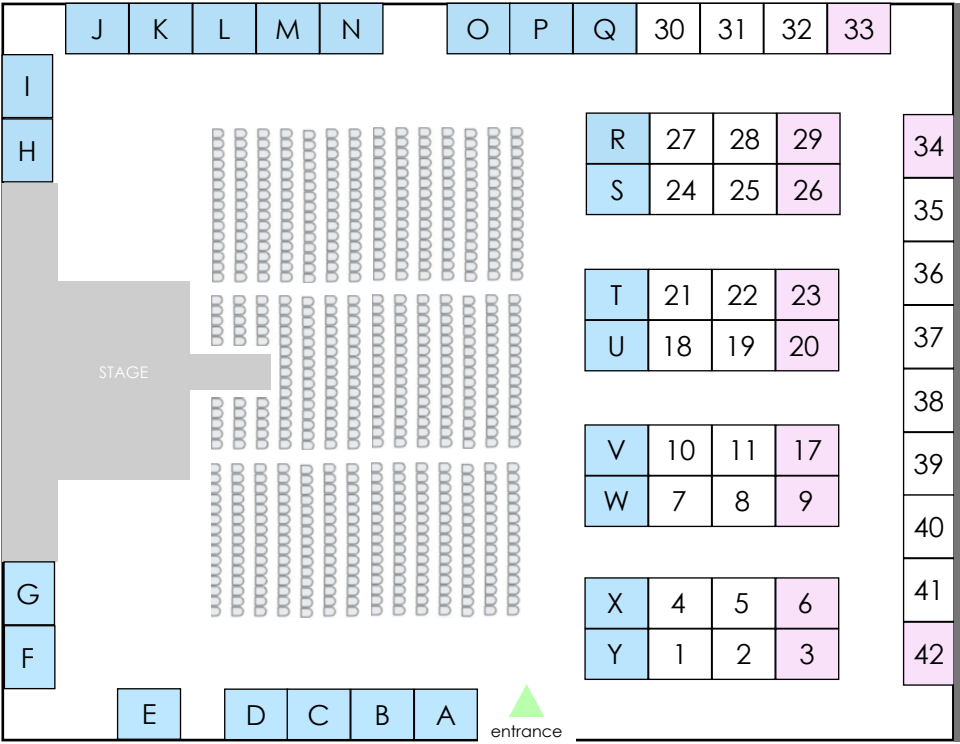 J K L M N O P Q 30 31 32 33
I
H
R 27 28 29
S 24 25 26
34
35
36
37
38
39
40
41
42
T 21 22 23
U 18 19 20
STAGE
V 10 11 17
W 7 8 9
X 4 5 6
Y 1 2 3
G
F
E D C B A
entrance